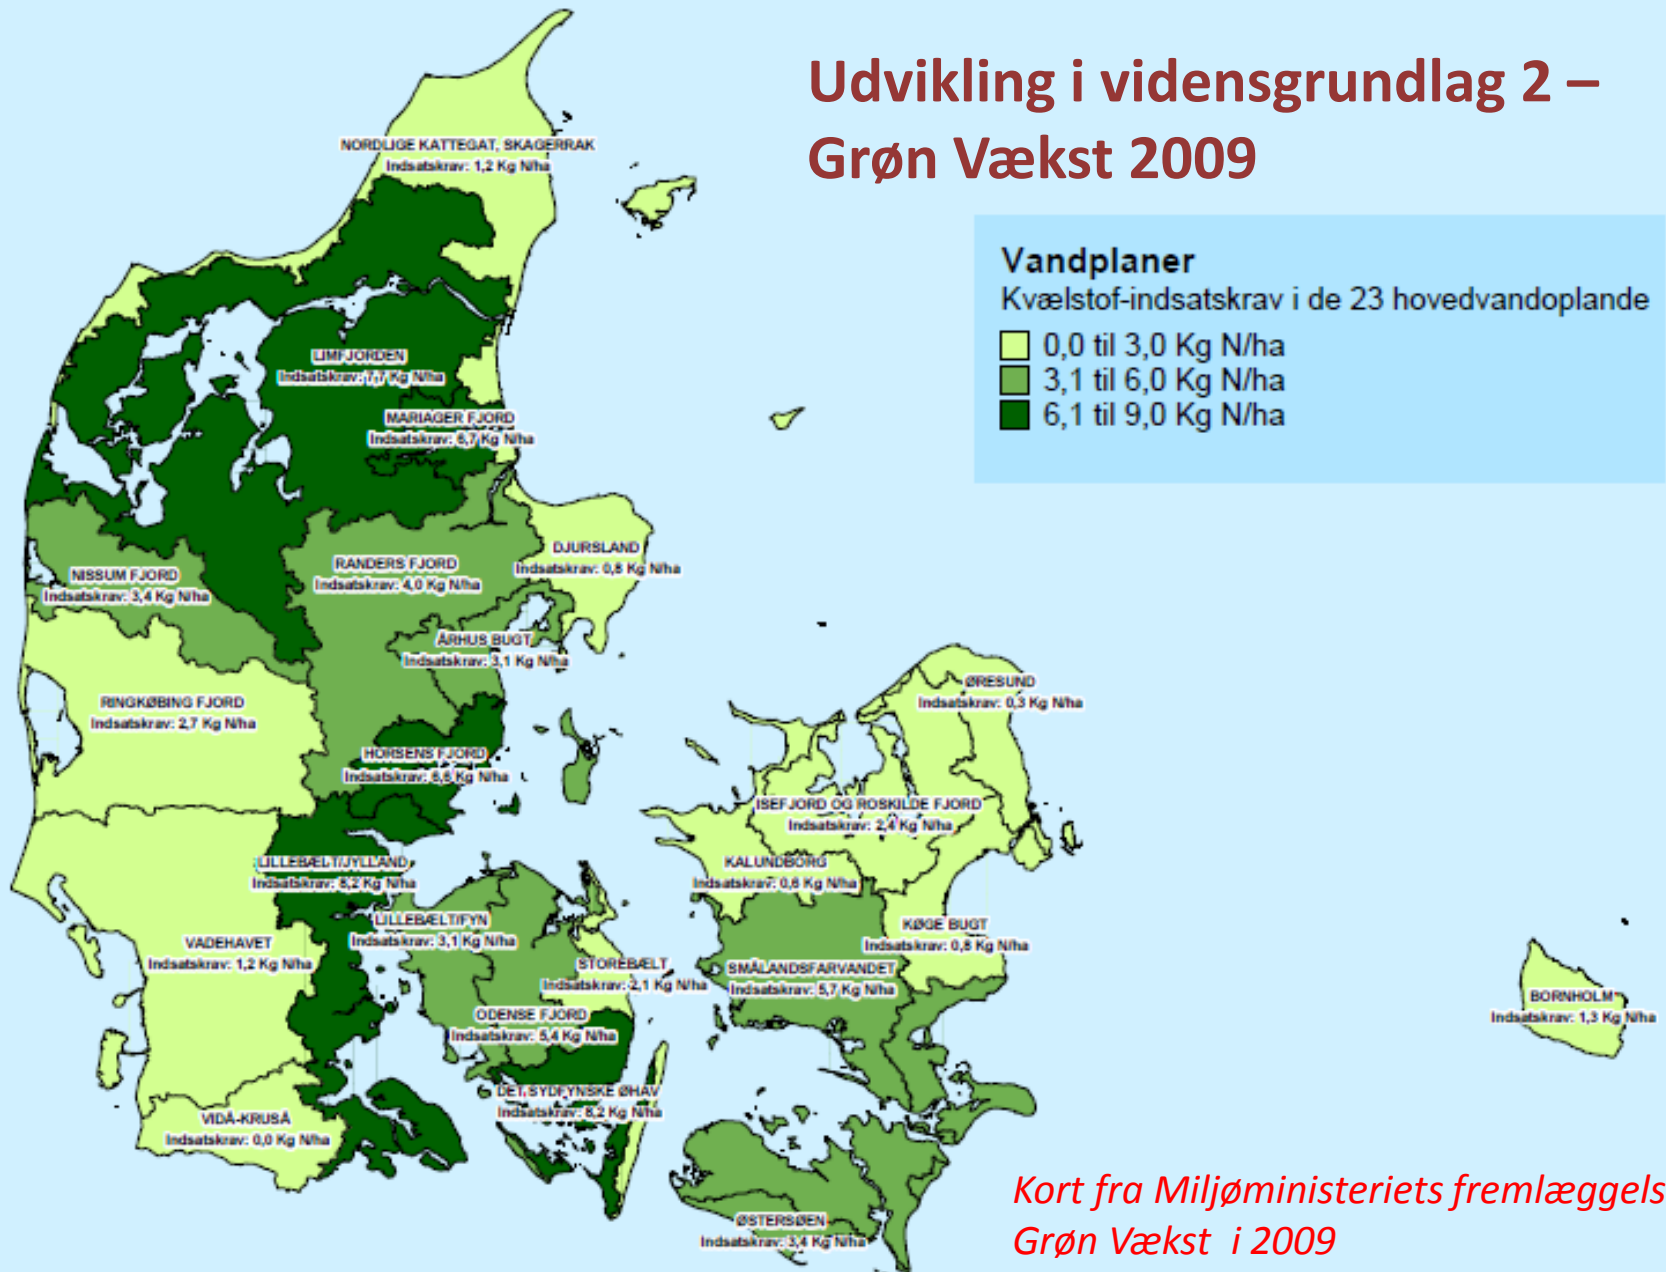 Udvikling i vidensgrundlag 2 –
Grøn Vækst 2009
Vandplaner
Kvælstof-indsatskrav i de 23 hovedvandoplande
0,0 til 3,0 Kg N/ha
3,1 til 6,0 Kg N/ha
6,1 til 9,0 Kg N/ha
NORDLIGE KATTEGAT, SKAGERRAK
Indsatskrav: 1,2 Kg N/ha
LIMFJORDEN
Indsatskrav: 7,7 Kg N/ha
MARIAGER FJORD
Indsatskrav: 6,7 Kg N/ha
DJURSLAND
Indsatskrav: 0,8 Kg N/ha
RANDERS FJORD
Indsatskrav: 4,0 Kg N/ha
NISSUM FJORD
Indsatskrav: 3,4 Kg N/ha
ÅRHUS BUGT
Indsatskrav: 3,1 Kg N/ha
RINGKØBING FJORD
Indsatskrav: 2,7 Kg N/ha
ØRESUND
Indsatskrav: 0,3 Kg N/ha
HORSENS FJORD
Indsatskrav: 6,6 Kg N/ha
ISEFJORD OG ROSKILDE FJORD
Indsatskrav: 2,4 Kg N/ha
LILLEBÆLT/JYLLAND
Indsatskrav: 8,2 Kg N/ha
KALUNDBORG
Indsatskrav: 0,6 Kg N/ha
LILLEBÆLT/FYN
Indsatskrav: 3,1 Kg N/ha
KØGE BUGT
Indsatskrav: 0,8 Kg N/ha
VADEHAVET
Indsatskrav: 1,2 Kg N/ha
STOREBÆLT
Indsatskrav: 2,1 Kg N/ha
SMÅLANDSFARVANDET
Indsatskrav: 5,7 Kg N/ha
BORNHOLM
Indsatskrav: 1,3 Kg N/ha
ODENSE FJORD
Indsatskrav: 5,4 Kg N/ha
DET SYDFYNSKE ØHAV
Indsatskrav: 8,2 Kg N/ha
VIDÅ-KRUSÅ
Indsatskrav: 0,0 Kg N/ha
ØSTERSØEN
Indsatskrav: 3,4 Kg N/ha
Kort fra Miljøministeriets fremlæggels
Grøn Vækst i 2009